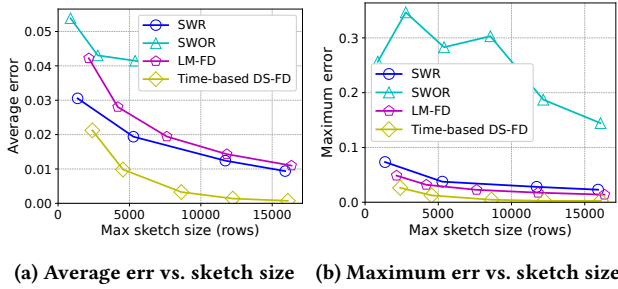 0.05
0.04
0.03
0.02
0.01
0.00
Average error
SWR
SWOR
LM-FD
Time-based DS-FD
0
5000
10000
15000
Max sketch size (rows)
(a) Average err vs. sketch size
0.3
0.2
0.1
0.0
Maximum error
SWR
SWOR
LM-FD
Time-based DS-FD
0
5000
10000
15000
Max sketch size (rows)
(b) Maximum err vs. sketch size